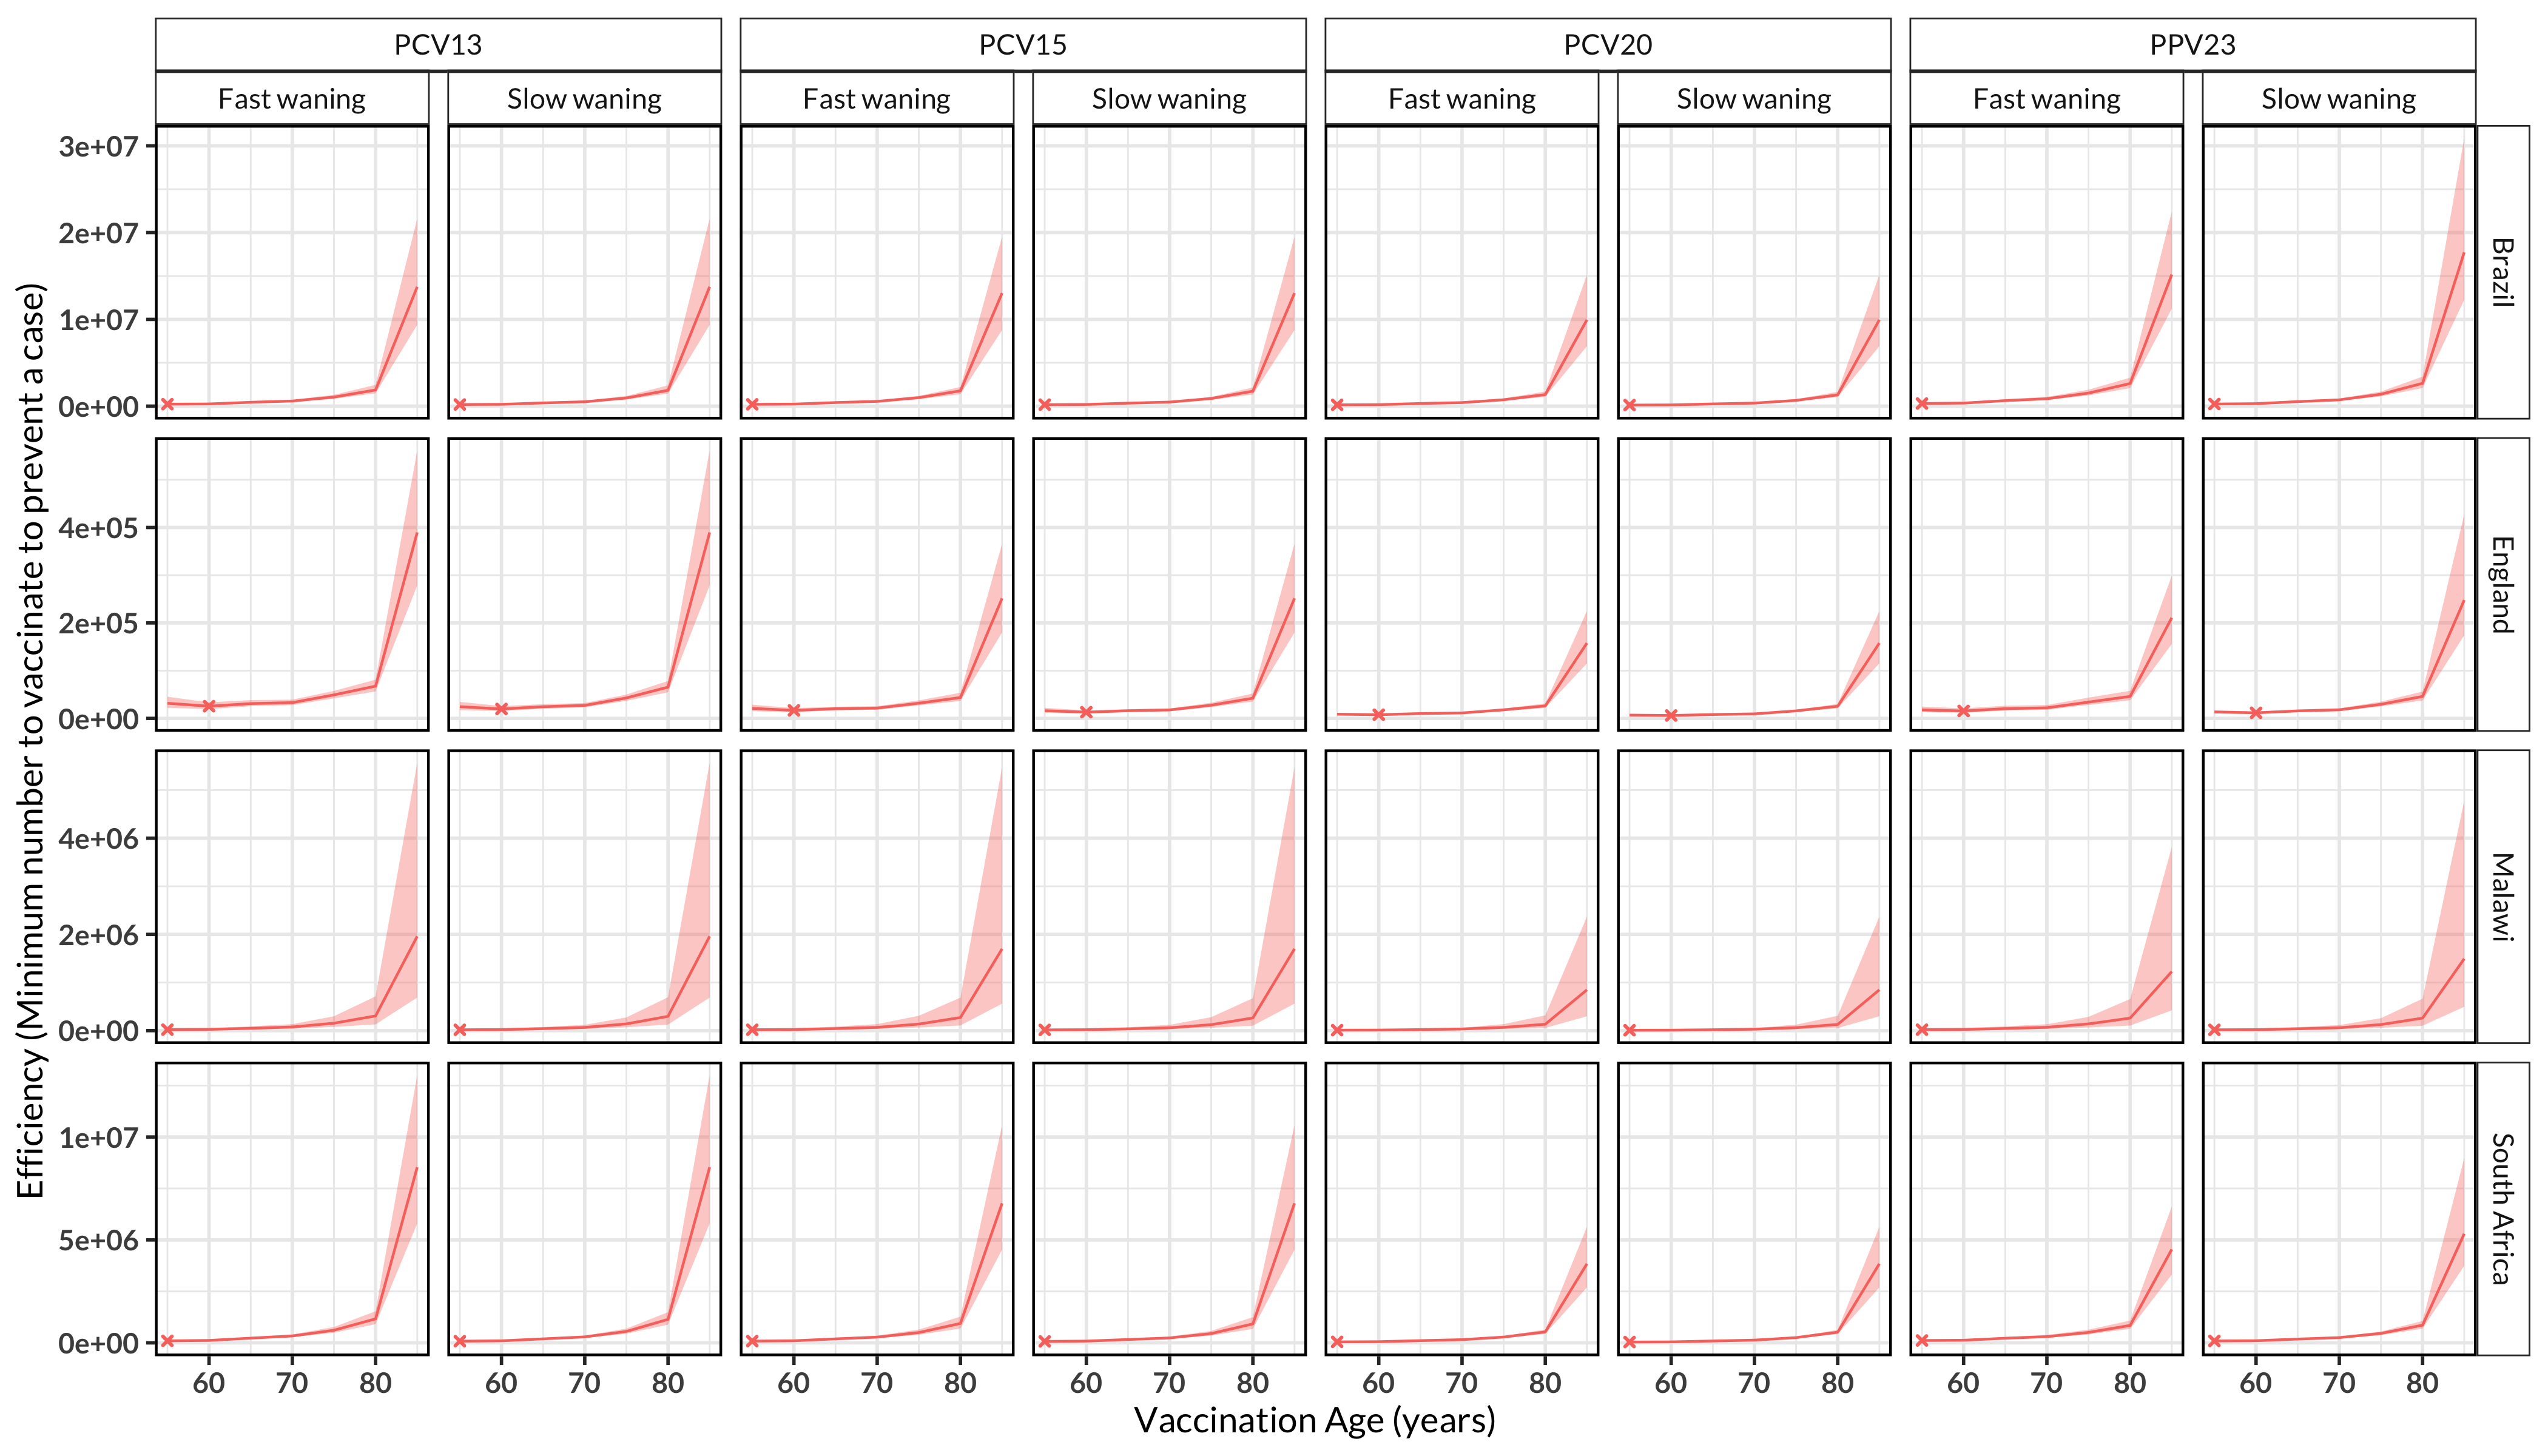 PCV13 PCV15 PCV20 PPV23
Fast waning Slow waning Fast waning Slow waning Fast waning Slow waning Fast waning Slow waning
Efficiency (Minimum number to vaccinate to prevent a case)
3e+07
2e+07
1e+07
0e+00
Brazil
4e+05
2e+05
0e+00
England
4e+06
2e+06
0e+00
Malawi
1e+07
5e+06
0e+00
South Africa
60 70 80 60 70 80 60 70 80 60 70 80 60 70 80 60 70 80 60 70 80 60 70 80
Vaccination Age (years)